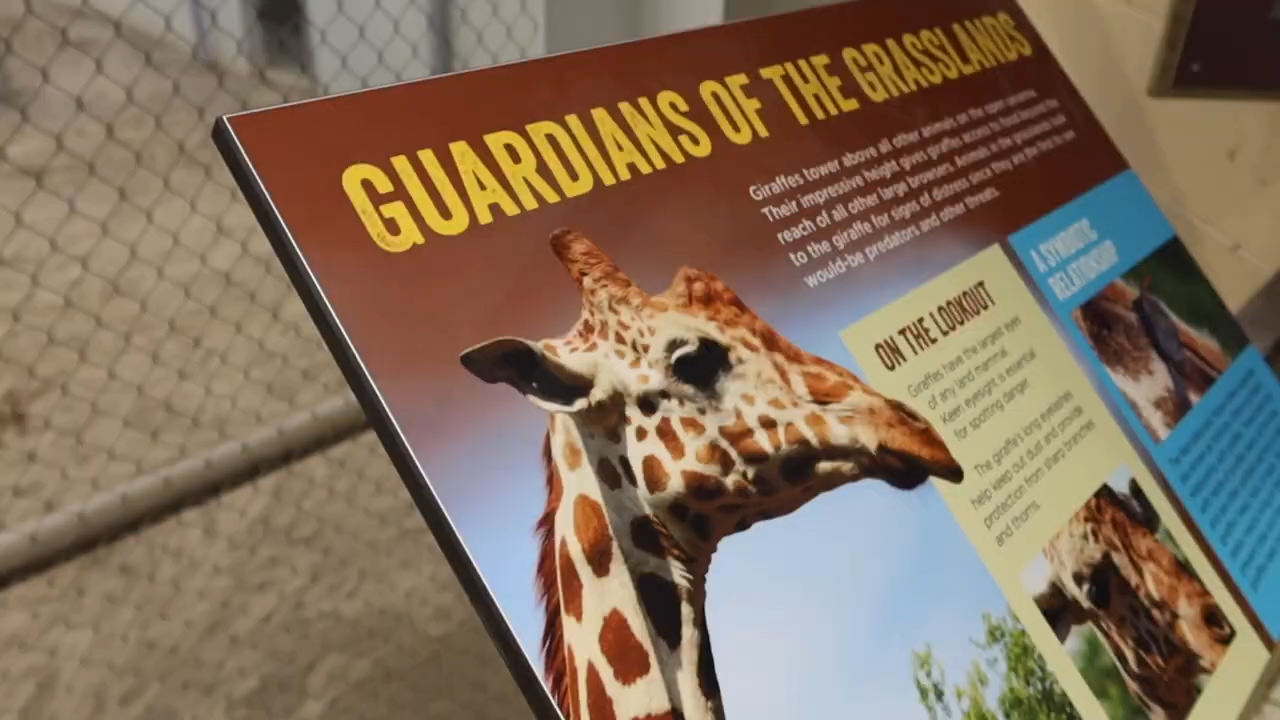 GUARDIANS OF THE GRASSLANDS
Giraffes tower above all other animals on the open savanna.
Their impressive height gives giraffes access to food beyond the
reach of all other large browsers. Animals in the grasslands look
to the giraffe for signs of distress since they are the first to see
would-be predators and other threats.
ON THE LOOKOUT
Giraffes have the largest eyes
of any land mammal.
Keen eyesight is essential
for spotting danger.
The giraffe's long eyelashes
help keep out dust and provide
protection from sharp branches
and thorns.
A SYMBIOTIC
RELATIONSHIP